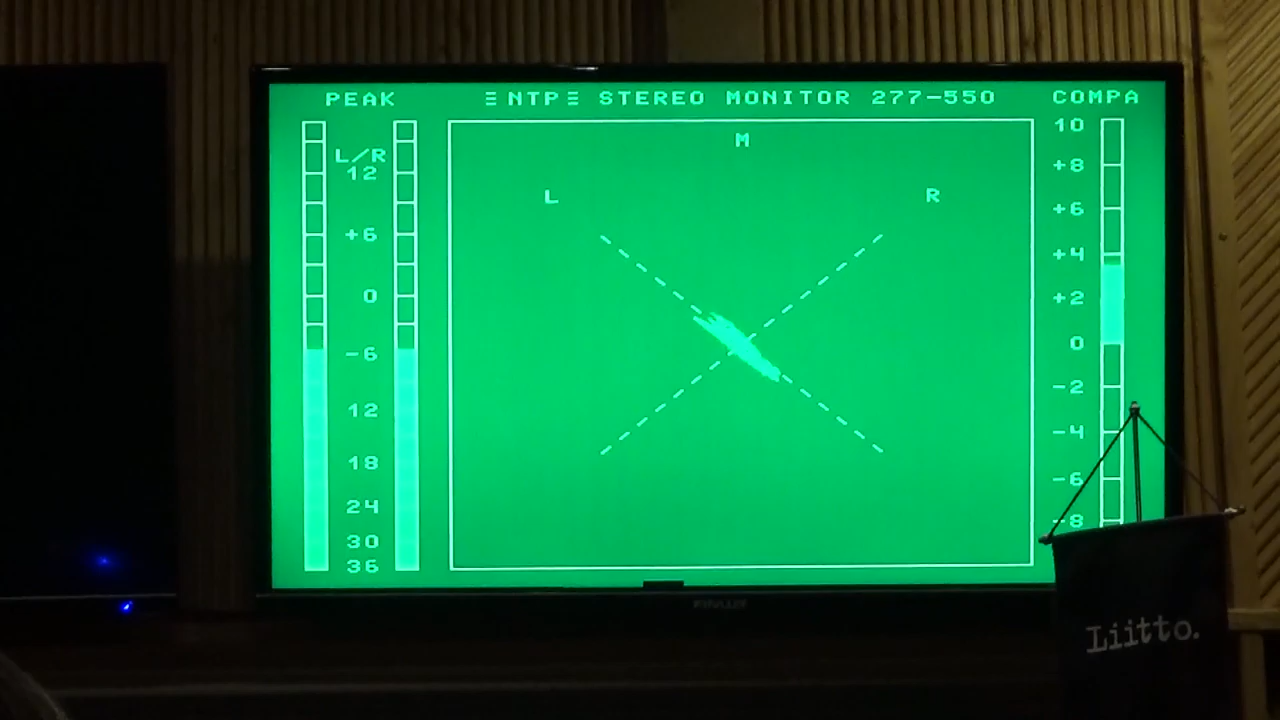 PEAK
NTP STEREO MONITOR 277-550
COMPA
L/R
12
+6
0
-6
12
18
24
30
36
M
L
R
10
+8
+6
+4
+2
0
-2
-4
-6
-8
Liitto.